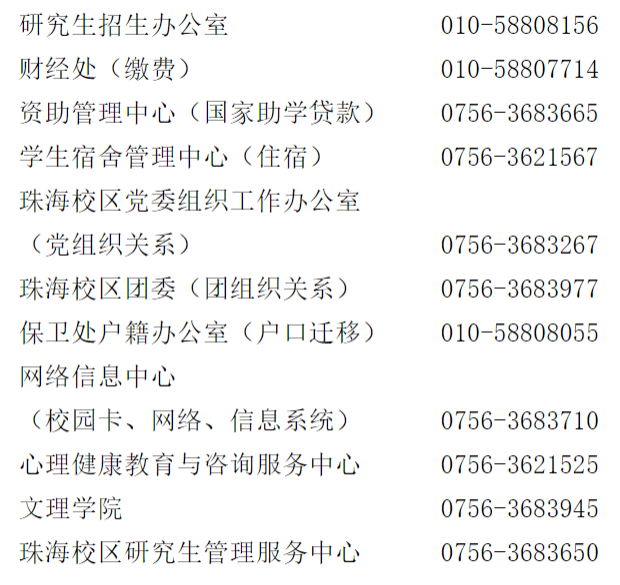 研究生招生办公室 010-58808156
财经处（缴费） 010-58807714
资助管理中心（国家助学贷款） 0756-3683665
学生宿舍管理中心（住宿） 0756-3621567
珠海校区党委组织工作办公室
（党组织关系） 0756-3683267
珠海校区团委（团组织关系） 0756-3683977
保卫处户籍办公室（户口迁移） 010-58808055
网络信息中心
（校园卡、网络、信息系统） 0756-3683710
心理健康教育与咨询服务中心 0756-3621525
文理学院 0756-3683945
珠海校区研究生管理服务中心 0756-3683650